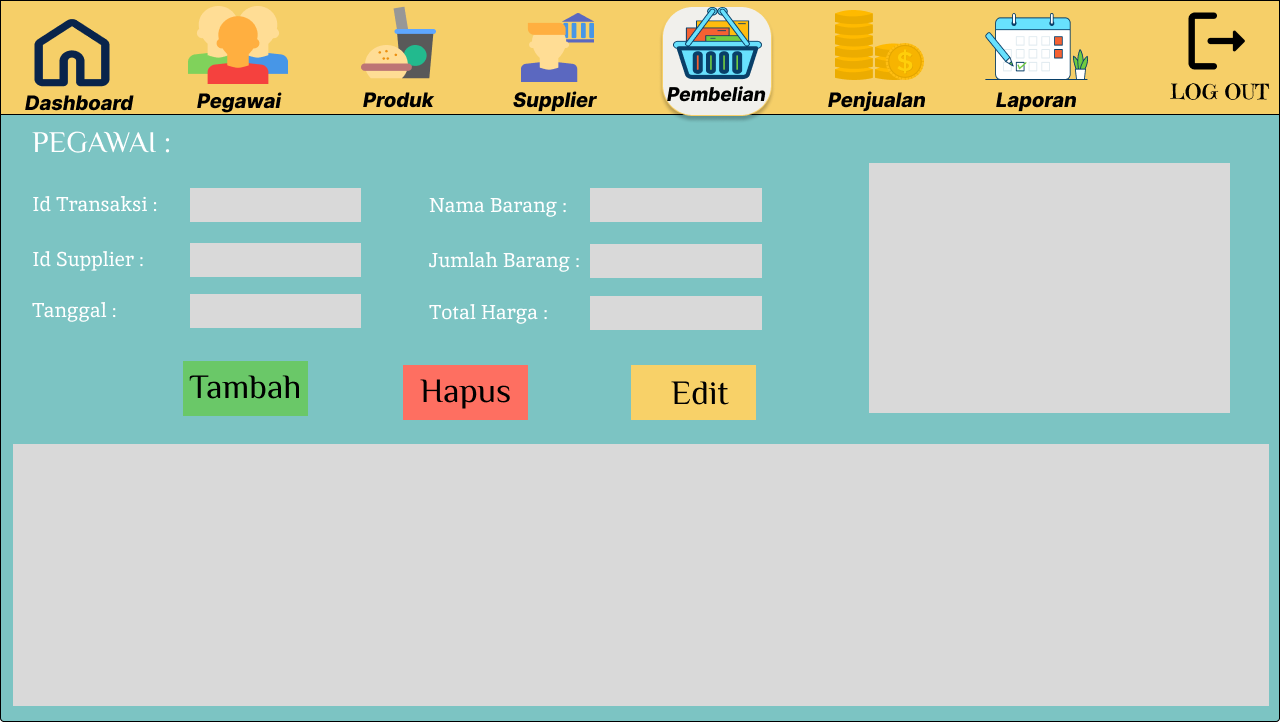 Dashboard
Pegawai
Produk
Supplier
Pembelian
Penjualan
Laporan
LOG OUT
PEGAWAI :
Id Transaksi :
Nama Barang :
Id Supplier :
Jumlah Barang :
Tanggal :
Total Harga :
Tambah
Hapus
Edit